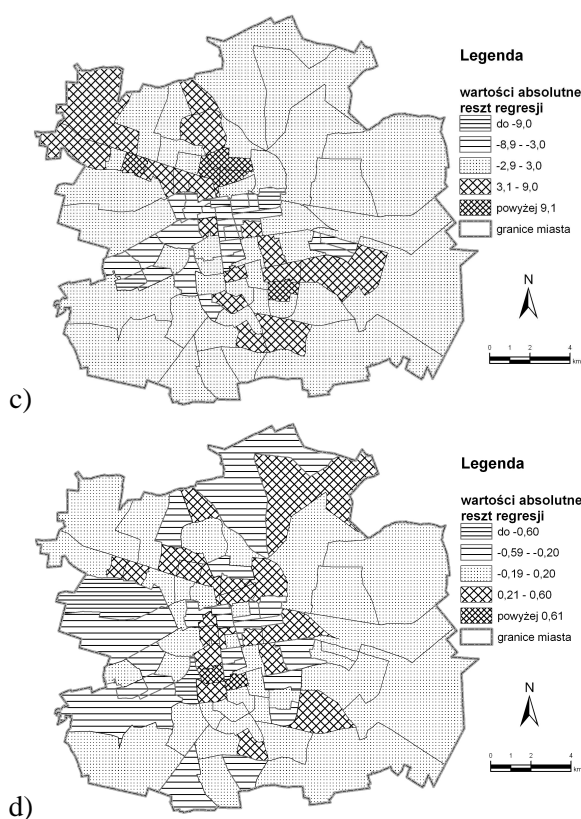 Legenda
wartości absolutne
reszt regresji
do -9,0
-8,9 - -3,0
-2,9 - 3,0
3,1 - 9,0
powyżej 9,1
granice miasta
N
0 1 2 4
km
c)
Legenda
wartości absolutne
reszt regresji
do -0,60
-0,59 - -0,20
-0,19 - 0,20
0,21 - 0,60
powyżej 0,61
granice miasta
N
0 1 2 4
km
d)